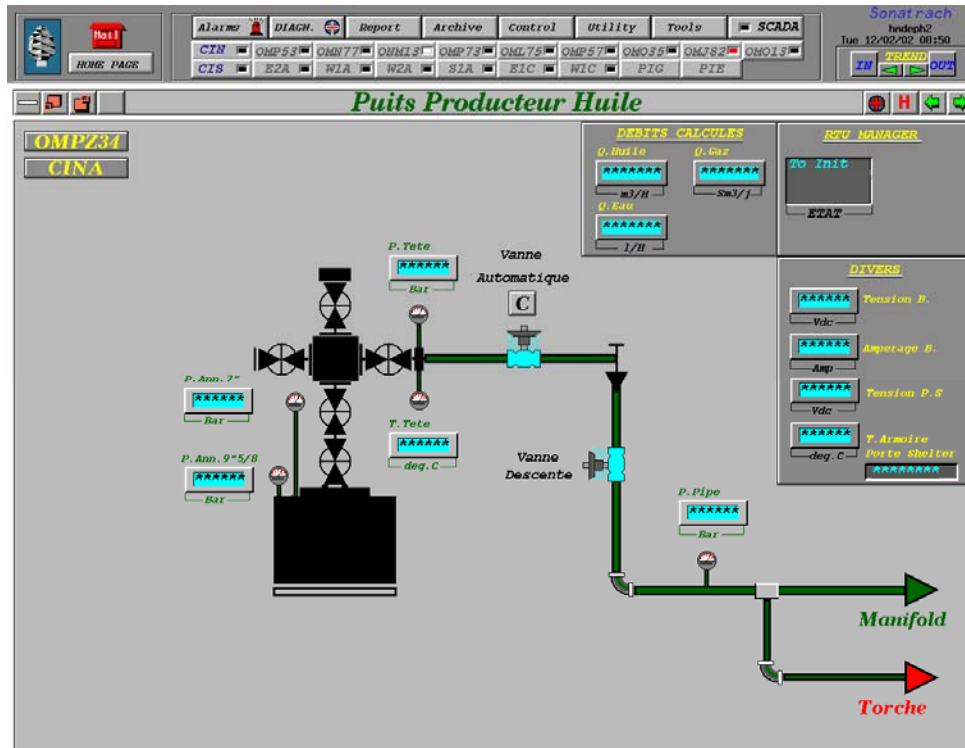 Sonatrach
hndeph2
Tue 12/02/02 08:50
Mail
HOME PAGE
Alarms DIAGH. Report Archive Control Utility Tools SCADA
CIN OMP53 OMN77 ONM13 OMP73 OML75 OMP57 OMO35 OMJ82 OMO13
CIS E2A W1A W2A S1A E1C W1C PIG PIE
TREND
IN OUT
Puits Producteur Huile
H
OMPZ34
CINA
DEBITS CALCULES
Q.Huile Q.Gaz
******* *******
m3/H Sm3/j
Q.Eau
*******
l/H
RTU MANAGER
To Init
ETAT
P.Tete
******
Bar
Vanne
Automatique
C
DIVERS
****** Tension B.
Vdc
****** Amperage B.
Amp
****** Tension P.S
Vdc
****** T.Armoire
deg.C Porte Shelter
********
P.Ann.7"
******
Bar
T.Tete
******
deg.C
P.Ann.9"5/8
******
Bar
Vanne
Descente
P.Pipe
******
Bar
Manifold
Torche